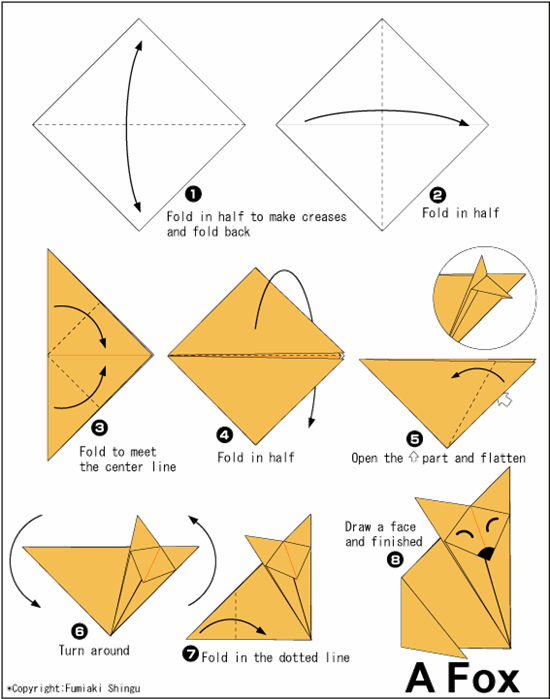 1
Fold in half to make creases
and fold back
2
Fold in half
3
Fold to meet
the center line
4
Fold in half
5
Open the ⇧ part and flatten
6
Turn around
7
Fold in the dotted line
Draw a face
and finished
8
A Fox
*Copyright:Fumiaki Shingu